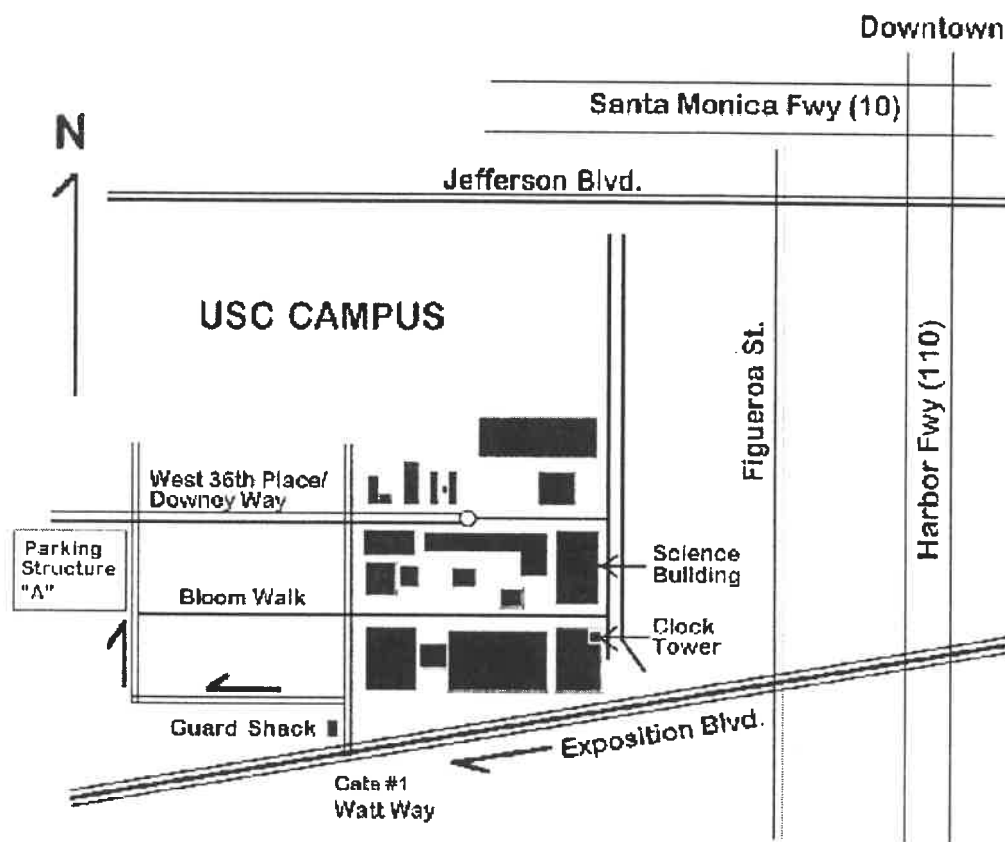 Downtown
Santa Monica Fwy (10)
N
Jefferson Blvd.
USC CAMPUS
Figueroa St.
Harbor Fwy (110)
West 36th Place/
Downey Way
Parking
Structure
"A"
Science
Building
Bloom Walk
Clock
Tower
Guard Shack
Exposition Blvd.
Gate #1
Watt Way